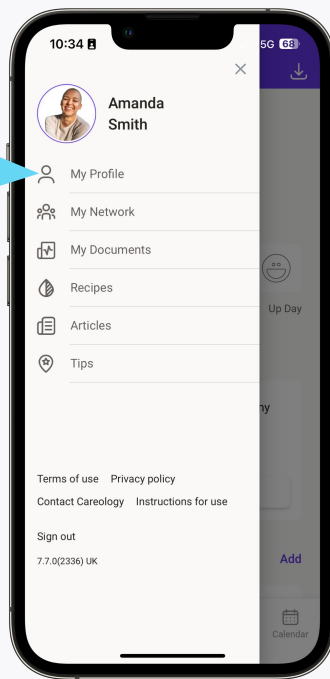 10:34
5G 68
Amanda
Smith
My Profile
My Network
My Documents
Recipes
Up Day
Articles
Tips
ny
Terms of use Privacy policy
Contact Careology Instructions for use
Sign out
7.7.0(2336) UK
Add
Calendar